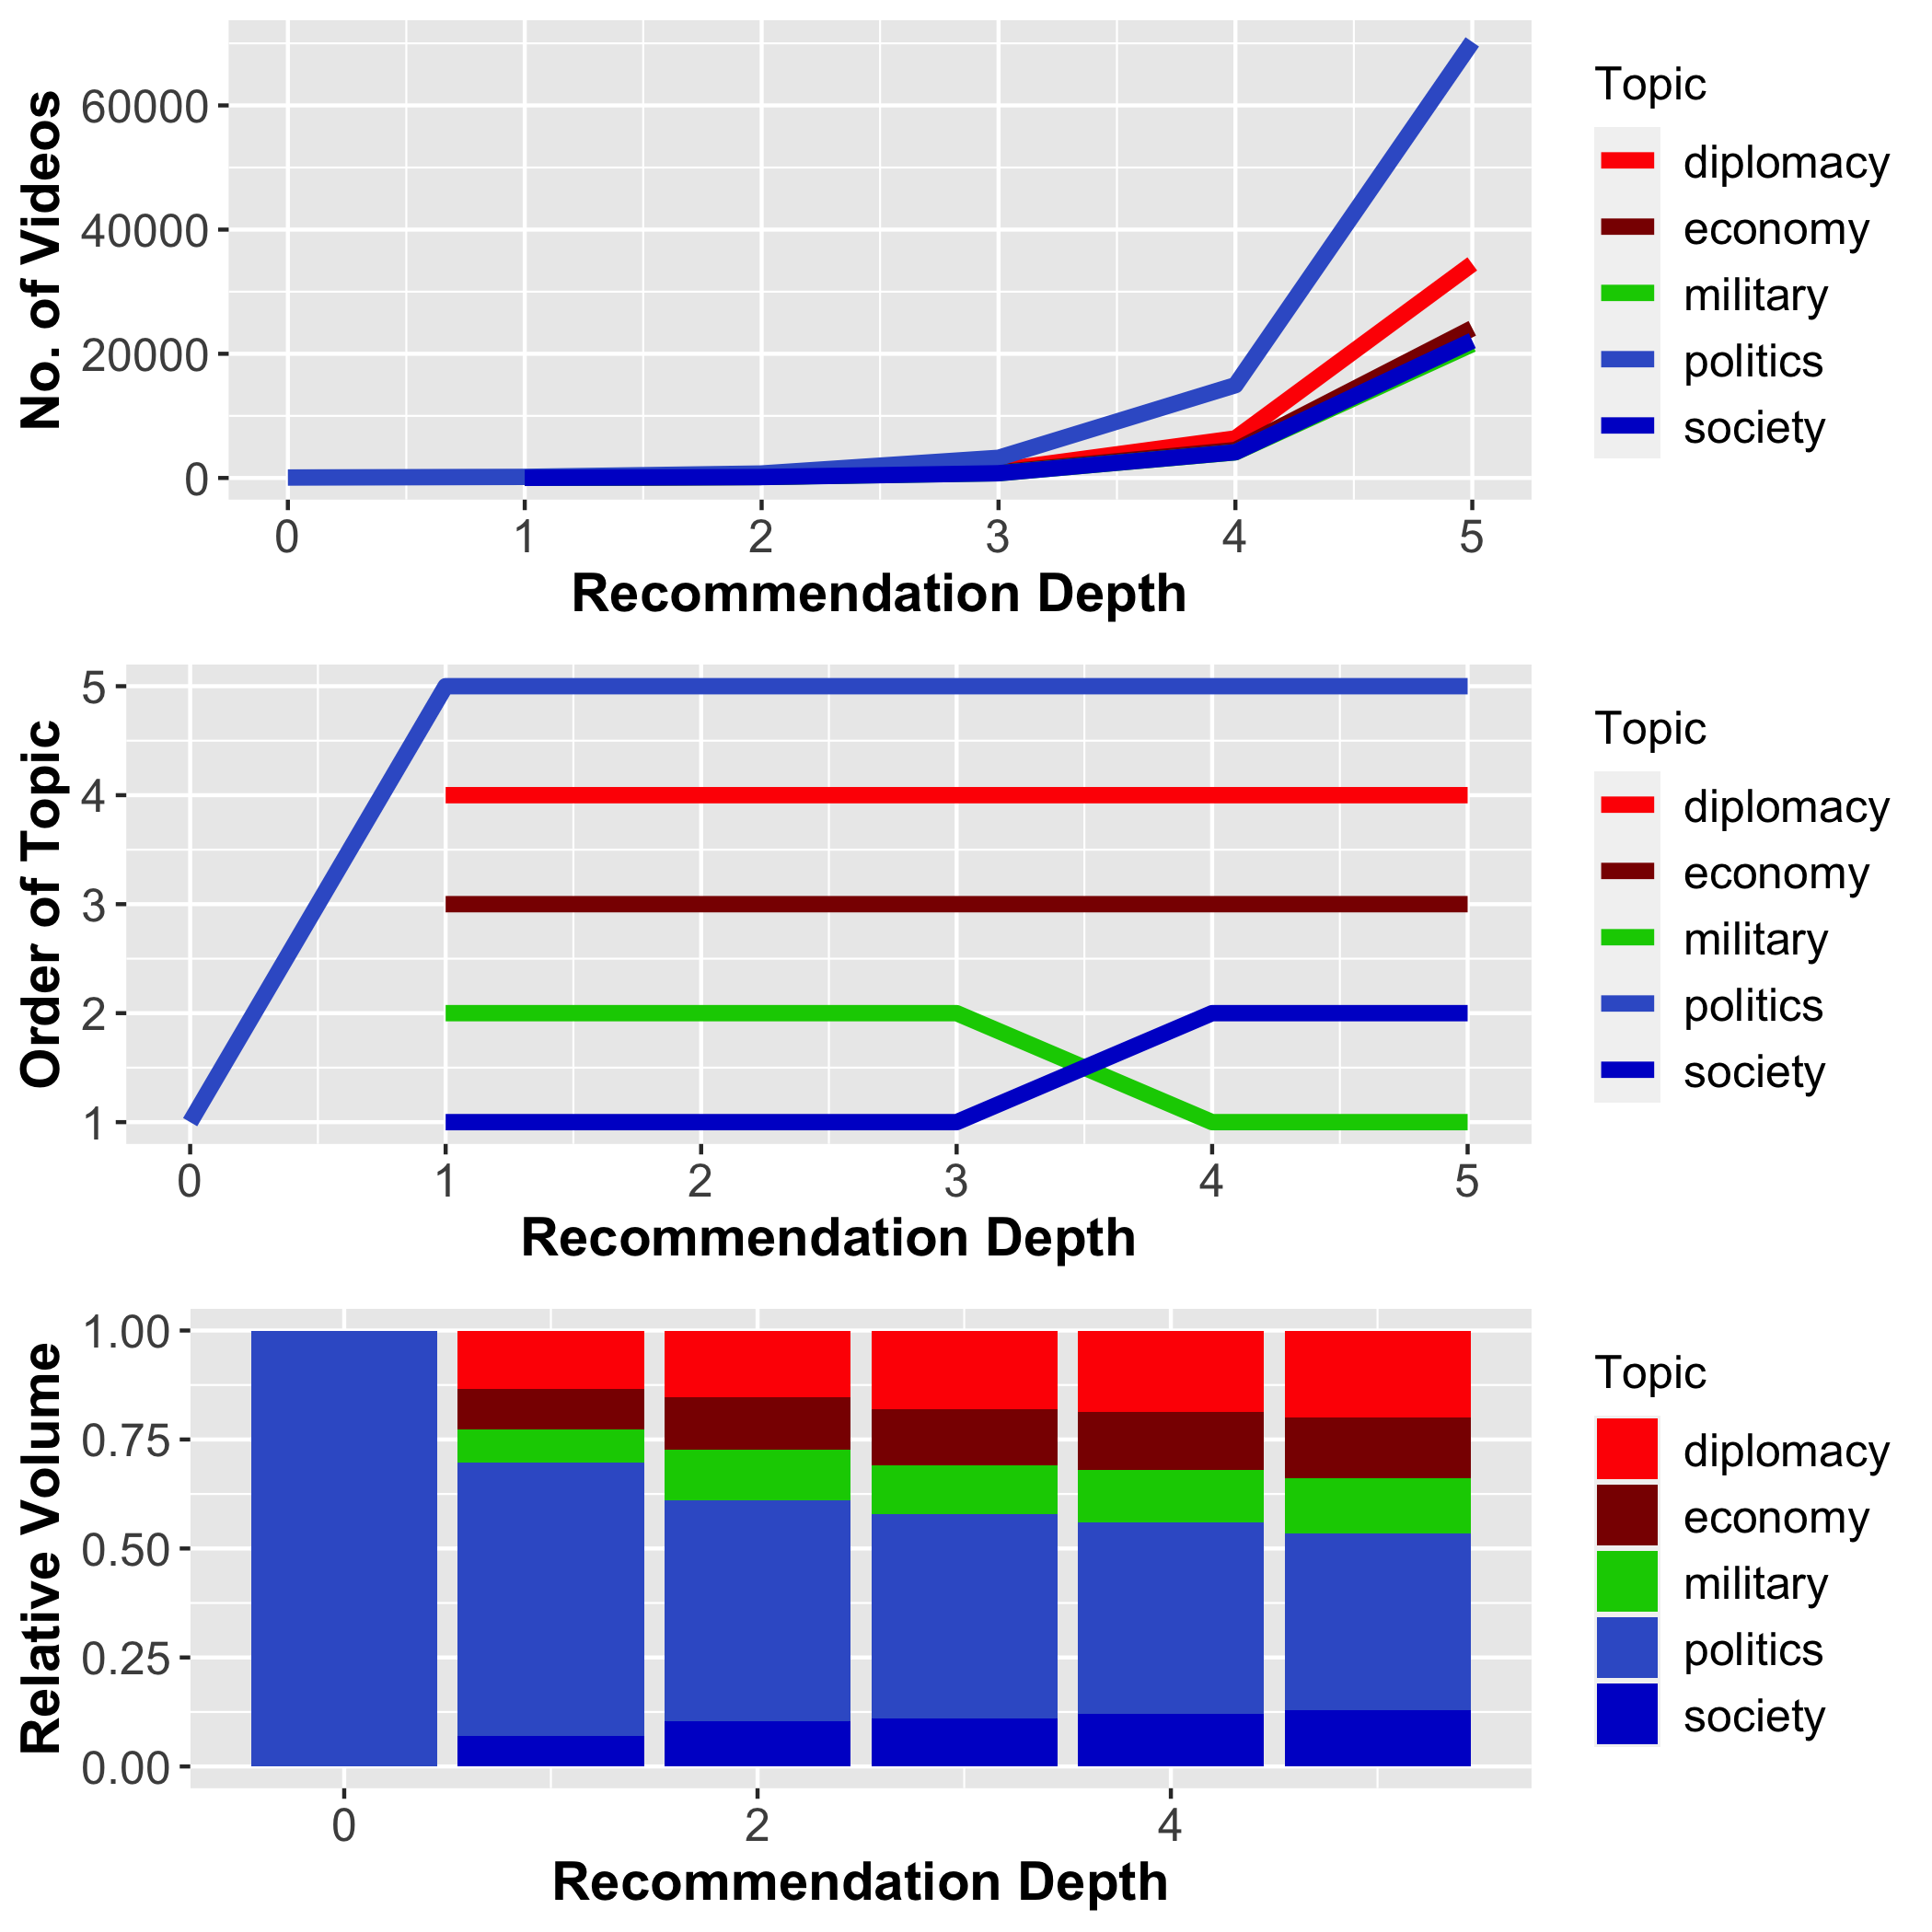 No. of Videos
60000
40000
20000
0
0 1 2 3 4 5
Recommendation Depth
Topic
diplomacy
economy
military
politics
society
Order of Topic
5
4
3
2
1
0 1 2 3 4 5
Recommendation Depth
Topic
diplomacy
economy
military
politics
society
Relative Volume
1.00
0.75
0.50
0.25
0.00
0 2 4
Recommendation Depth
Topic
diplomacy
economy
military
politics
society